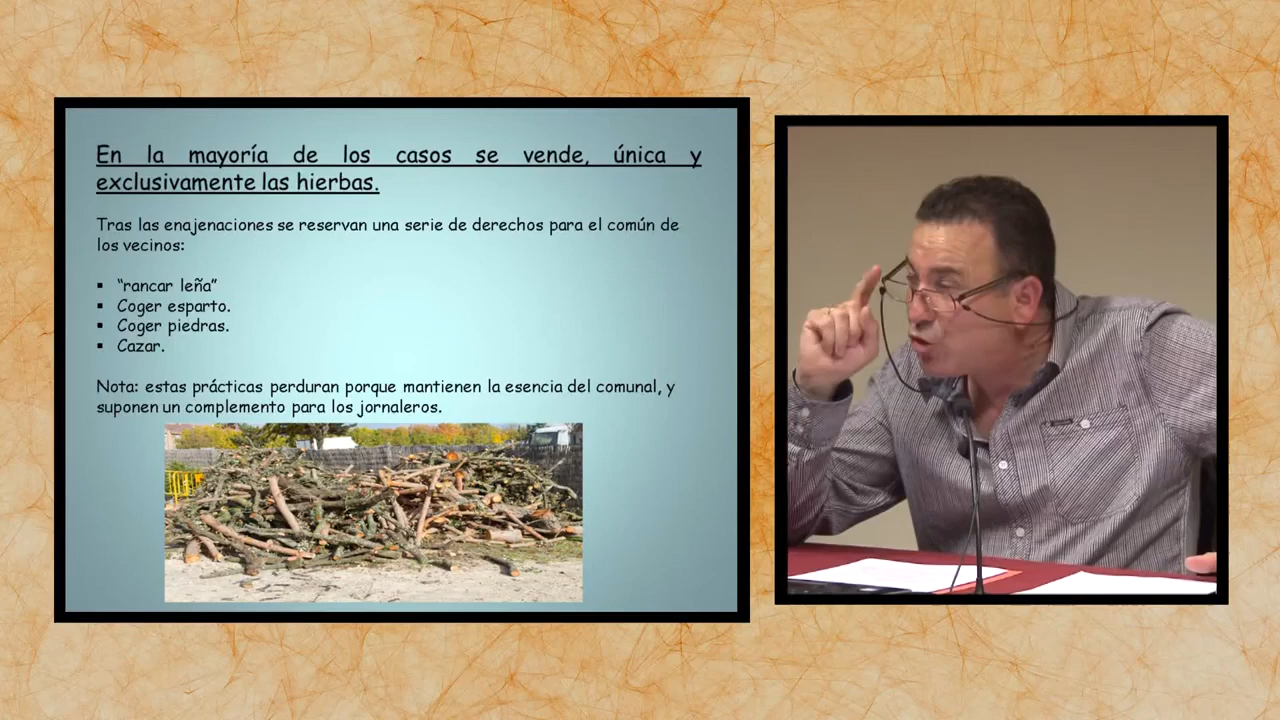 En la mayoría de los casos se vende, única y
exclusivamente las hierbas.
Tras las enajenaciones se reservan una serie de derechos para el común de
los vecinos:
▪ "rancar leña"
▪ Coger esparto.
▪ Coger piedras.
▪ Cazar.
Nota: estas prácticas perduran porque mantienen la esencia del comunal, y
suponen un complemento para los jornaleros.